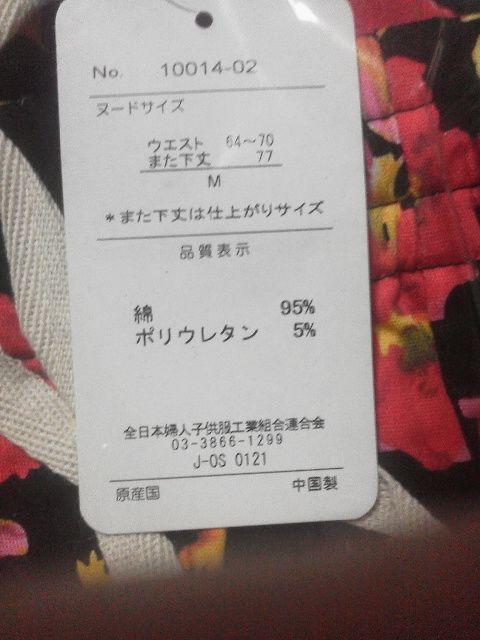 No. 10014-02
ヌードサイズ
ウエスト 64~70
また下丈 77
M
*また下丈は仕上がりサイズ
品質表示
綿 95%
ポリウレタン 5%
全日本婦人子供服工業組合連合会
03-3866-1299
J-OS 0121
原産国 中国製